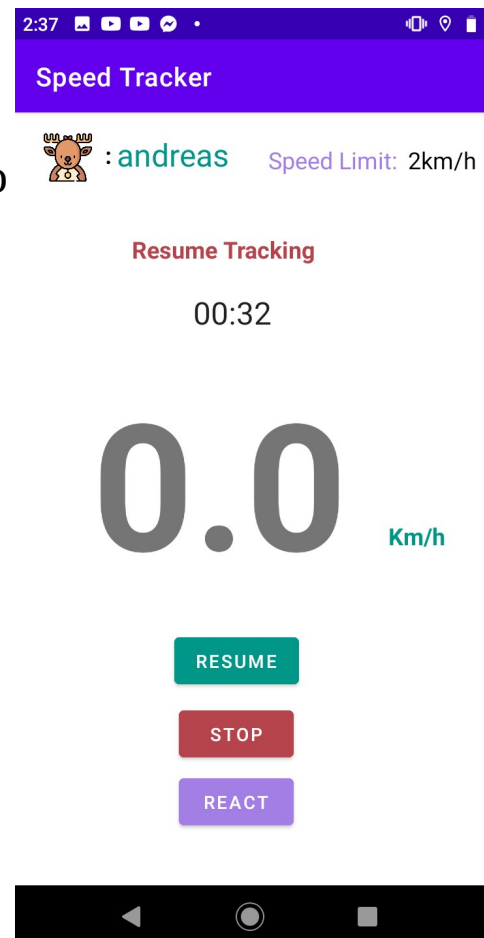 2:37
Speed Tracker
: andreas Speed Limit: 2km/h
Resume Tracking
00:32
0.0 Km/h
RESUME
STOP
REACT